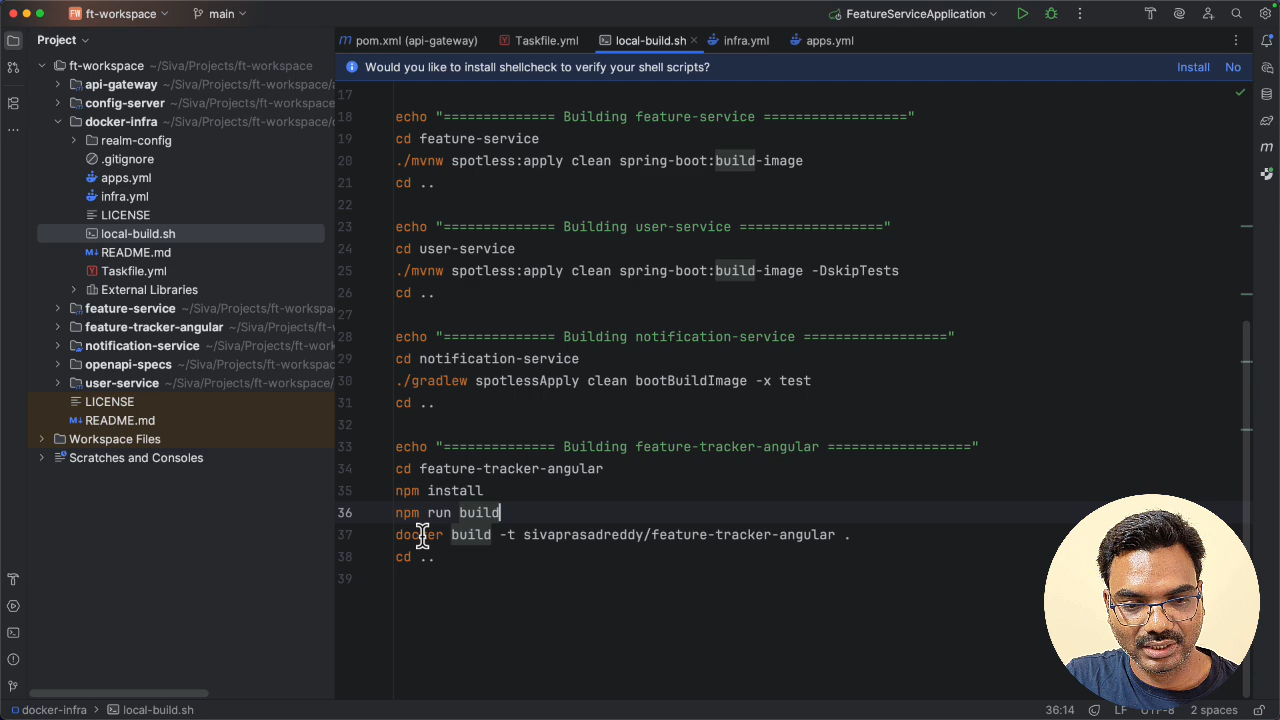 FT ft-workspace main FeatureServiceApplication
Project
pom.xml (api-gateway) Taskfile.yml local-build.sh infra.yml apps.yml
Would you like to install shellcheck to verify your shell scripts? Install No
ft-workspace ~/Siva/Projects/ft-workspace
api-gateway ~/Siva/Projects/ft-workspace/a
config-server ~/Siva/Projects/ft-workspace/
docker-infra ~/Siva/Projects/ft-workspace/
realm-config
.gitignore
apps.yml
infra.yml
LICENSE
local-build.sh
README.md
Taskfile.yml
External Libraries
feature-service ~/Siva/Projects/ft-workspa
feature-tracker-angular ~/Siva/Projects/ft-w
notification-service ~/Siva/Projects/ft-works
openapi-specs ~/Siva/Projects/ft-workspac
user-service ~/Siva/Projects/ft-workspace/
LICENSE
README.md
Workspace Files
Scratches and Consoles
17
18 echo "============== Building feature-service =================="
19 cd feature-service
20 ./mvnw spotless:apply clean spring-boot:build-image
21 cd ..
22
23 echo "============== Building user-service =================="
24 cd user-service
25 ./mvnw spotless:apply clean spring-boot:build-image -DskipTests
26 cd ..
27
28 echo "============== Building notification-service =================="
29 cd notification-service
30 ./gradlew spotlessApply clean bootBuildImage -x test
31 cd ..
32
33 echo "============== Building feature-tracker-angular =================="
34 cd feature-tracker-angular
35 npm install
36 npm run build
37 docker build -t sivaprasadreddy/feature-tracker-angular .
38 cd ..
39
docker-infra local-build.sh 36:14 LF UTF-8 2 spaces